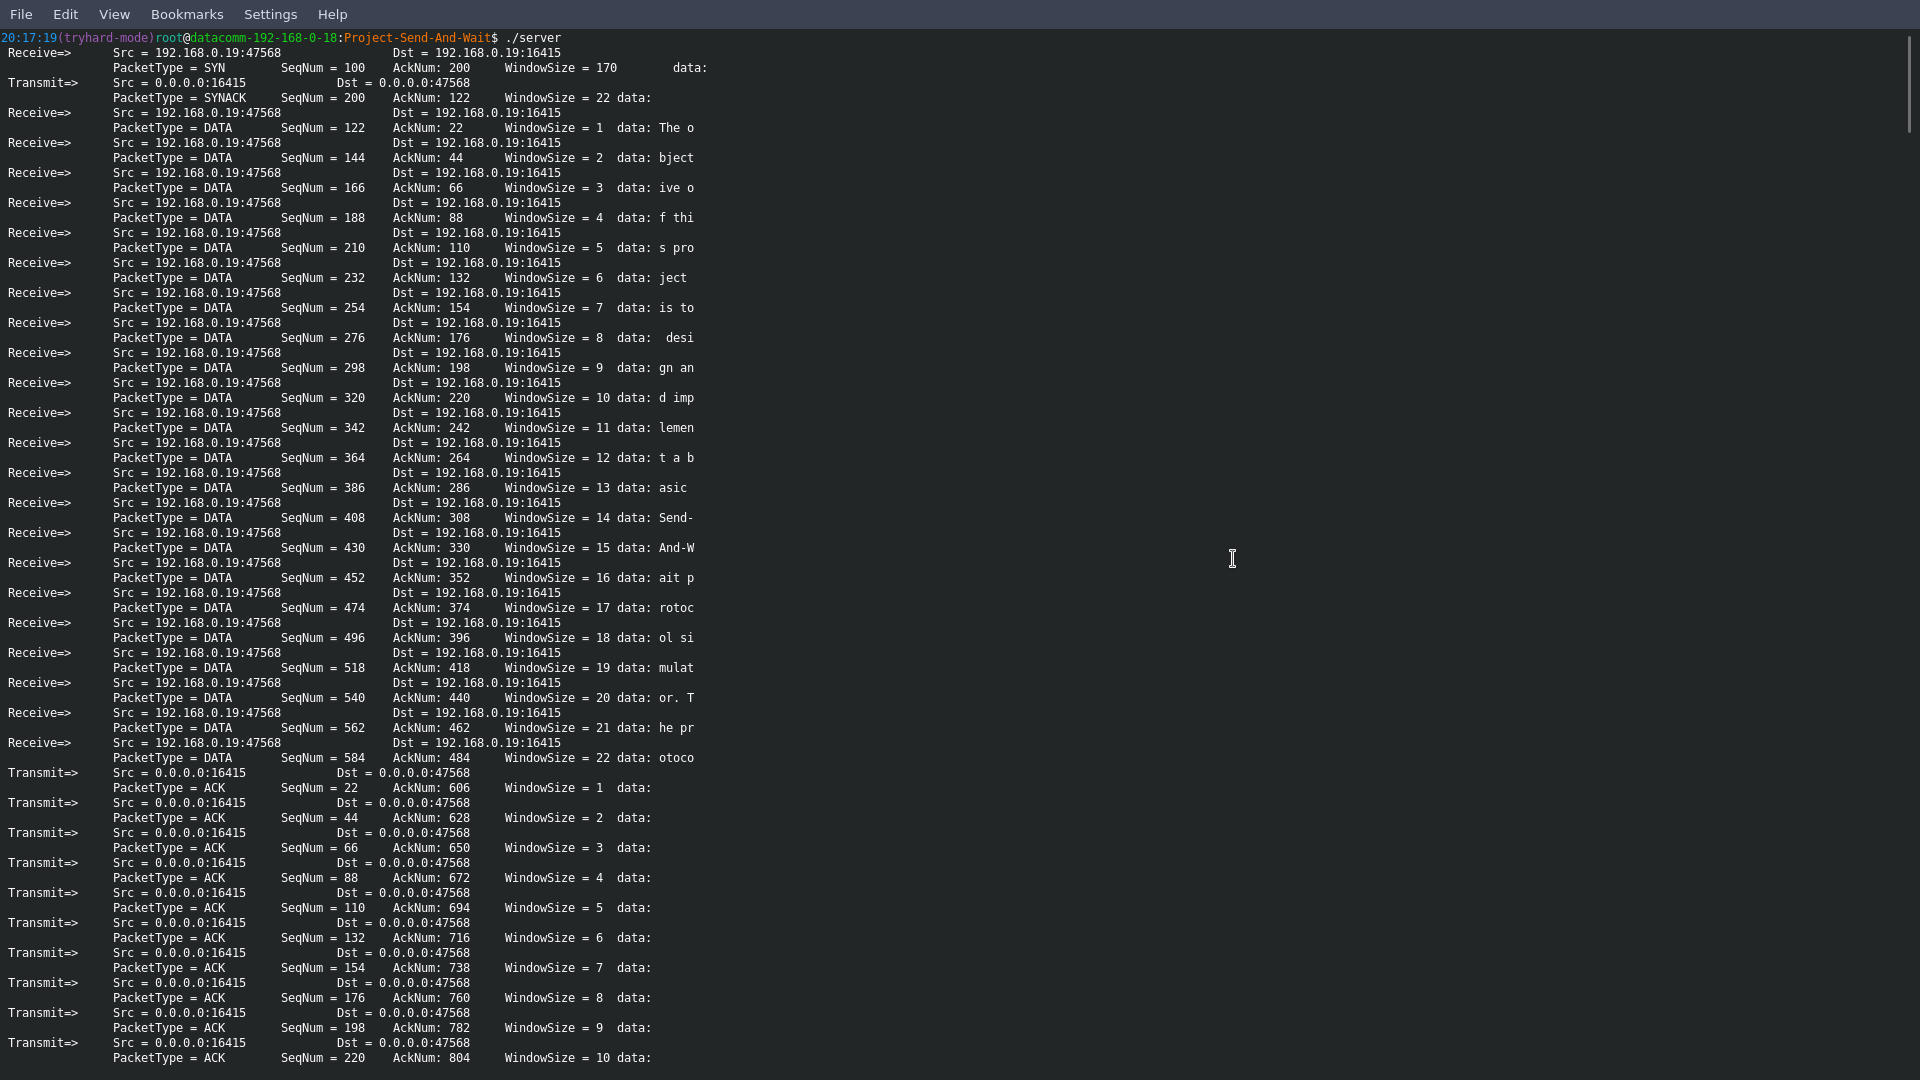 File Edit View Bookmarks Settings Help
20:17:19(tryhard-mode)root@datacomm-192-168-0-18:Project-Send-And-Wait$ ./server
Receive=> Src = 192.168.0.19:47568 Dst = 192.168.0.19:16415
PacketType = SYN SeqNum = 100 AckNum: 200 WindowSize = 170 data:
Transmit=> Src = 0.0.0.0:16415 Dst = 0.0.0.0:47568
PacketType = SYNACK SeqNum = 200 AckNum: 122 WindowSize = 22 data:
Receive=> Src = 192.168.0.19:47568 Dst = 192.168.0.19:16415
PacketType = DATA SeqNum = 122 AckNum: 22 WindowSize = 1 data: The o
Receive=> Src = 192.168.0.19:47568 Dst = 192.168.0.19:16415
PacketType = DATA SeqNum = 144 AckNum: 44 WindowSize = 2 data: bject
Receive=> Src = 192.168.0.19:47568 Dst = 192.168.0.19:16415
PacketType = DATA SeqNum = 166 AckNum: 66 WindowSize = 3 data: ive o
Receive=> Src = 192.168.0.19:47568 Dst = 192.168.0.19:16415
PacketType = DATA SeqNum = 188 AckNum: 88 WindowSize = 4 data: f thi
Receive=> Src = 192.168.0.19:47568 Dst = 192.168.0.19:16415
PacketType = DATA SeqNum = 210 AckNum: 110 WindowSize = 5 data: s pro
Receive=> Src = 192.168.0.19:47568 Dst = 192.168.0.19:16415
PacketType = DATA SeqNum = 232 AckNum: 132 WindowSize = 6 data: ject
Receive=> Src = 192.168.0.19:47568 Dst = 192.168.0.19:16415
PacketType = DATA SeqNum = 254 AckNum: 154 WindowSize = 7 data: is to
Receive=> Src = 192.168.0.19:47568 Dst = 192.168.0.19:16415
PacketType = DATA SeqNum = 276 AckNum: 176 WindowSize = 8 data:  desi
Receive=> Src = 192.168.0.19:47568 Dst = 192.168.0.19:16415
PacketType = DATA SeqNum = 298 AckNum: 198 WindowSize = 9 data: gn an
Receive=> Src = 192.168.0.19:47568 Dst = 192.168.0.19:16415
PacketType = DATA SeqNum = 320 AckNum: 220 WindowSize = 10 data: d imp
Receive=> Src = 192.168.0.19:47568 Dst = 192.168.0.19:16415
PacketType = DATA SeqNum = 342 AckNum: 242 WindowSize = 11 data: lemen
Receive=> Src = 192.168.0.19:47568 Dst = 192.168.0.19:16415
PacketType = DATA SeqNum = 364 AckNum: 264 WindowSize = 12 data: t a b
Receive=> Src = 192.168.0.19:47568 Dst = 192.168.0.19:16415
PacketType = DATA SeqNum = 386 AckNum: 286 WindowSize = 13 data: asic
Receive=> Src = 192.168.0.19:47568 Dst = 192.168.0.19:16415
PacketType = DATA SeqNum = 408 AckNum: 308 WindowSize = 14 data: Send-
Receive=> Src = 192.168.0.19:47568 Dst = 192.168.0.19:16415
PacketType = DATA SeqNum = 430 AckNum: 330 WindowSize = 15 data: And-W
Receive=> Src = 192.168.0.19:47568 Dst = 192.168.0.19:16415
PacketType = DATA SeqNum = 452 AckNum: 352 WindowSize = 16 data: ait p
Receive=> Src = 192.168.0.19:47568 Dst = 192.168.0.19:16415
PacketType = DATA SeqNum = 474 AckNum: 374 WindowSize = 17 data: rotoc
Receive=> Src = 192.168.0.19:47568 Dst = 192.168.0.19:16415
PacketType = DATA SeqNum = 496 AckNum: 396 WindowSize = 18 data: ol si
Receive=> Src = 192.168.0.19:47568 Dst = 192.168.0.19:16415
PacketType = DATA SeqNum = 518 AckNum: 418 WindowSize = 19 data: mulat
Receive=> Src = 192.168.0.19:47568 Dst = 192.168.0.19:16415
PacketType = DATA SeqNum = 540 AckNum: 440 WindowSize = 20 data: or. T
Receive=> Src = 192.168.0.19:47568 Dst = 192.168.0.19:16415
PacketType = DATA SeqNum = 562 AckNum: 462 WindowSize = 21 data: he pr
Receive=> Src = 192.168.0.19:47568 Dst = 192.168.0.19:16415
PacketType = DATA SeqNum = 584 AckNum: 484 WindowSize = 22 data: otoco
Transmit=> Src = 0.0.0.0:16415 Dst = 0.0.0.0:47568
PacketType = ACK SeqNum = 22 AckNum: 606 WindowSize = 1 data:
Transmit=> Src = 0.0.0.0:16415 Dst = 0.0.0.0:47568
PacketType = ACK SeqNum = 44 AckNum: 628 WindowSize = 2 data:
Transmit=> Src = 0.0.0.0:16415 Dst = 0.0.0.0:47568
PacketType = ACK SeqNum = 66 AckNum: 650 WindowSize = 3 data:
Transmit=> Src = 0.0.0.0:16415 Dst = 0.0.0.0:47568
PacketType = ACK SeqNum = 88 AckNum: 672 WindowSize = 4 data:
Transmit=> Src = 0.0.0.0:16415 Dst = 0.0.0.0:47568
PacketType = ACK SeqNum = 110 AckNum: 694 WindowSize = 5 data:
Transmit=> Src = 0.0.0.0:16415 Dst = 0.0.0.0:47568
PacketType = ACK SeqNum = 132 AckNum: 716 WindowSize = 6 data:
Transmit=> Src = 0.0.0.0:16415 Dst = 0.0.0.0:47568
PacketType = ACK SeqNum = 154 AckNum: 738 WindowSize = 7 data:
Transmit=> Src = 0.0.0.0:16415 Dst = 0.0.0.0:47568
PacketType = ACK SeqNum = 176 AckNum: 760 WindowSize = 8 data:
Transmit=> Src = 0.0.0.0:16415 Dst = 0.0.0.0:47568
PacketType = ACK SeqNum = 198 AckNum: 782 WindowSize = 9 data:
Transmit=> Src = 0.0.0.0:16415 Dst = 0.0.0.0:47568
PacketType = ACK SeqNum = 220 AckNum: 804 WindowSize = 10 data: